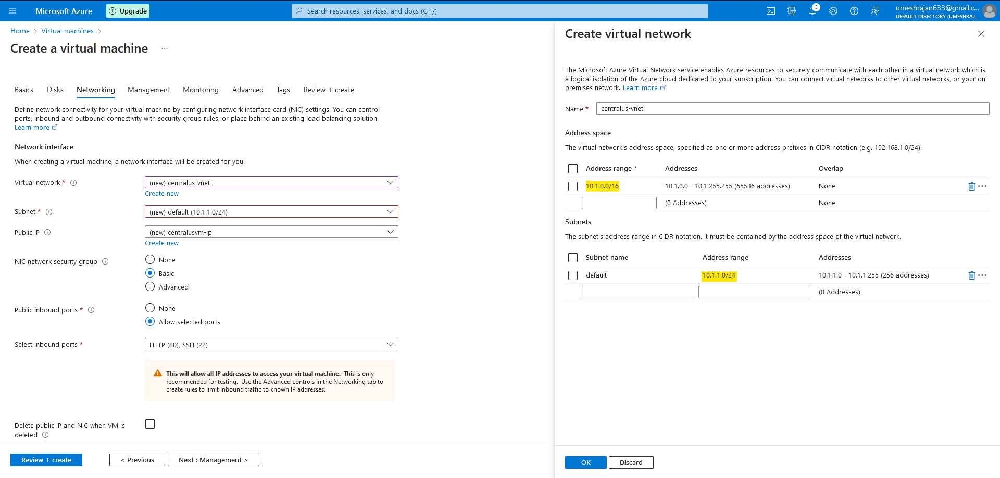 Microsoft Azure
Upgrade
Search resources, services, and docs (G+/)
3
umeshrajan633@gmail.c...
DEFAULT DIRECTORY (UMESHRAJ...
Home > Virtual machines >
Create a virtual machine ...
Basics Disks Networking Management Monitoring Advanced Tags Review + create
Define network connectivity for your virtual machine by configuring network interface card (NIC) settings. You can control
ports, inbound and outbound connectivity with security group rules, or place behind an existing load balancing solution.
Learn more
Network interface
When creating a virtual machine, a network interface will be created for you.
Virtual network *
(new) centralus-vnet
Create new
Subnet *
(new) default (10.1.1.0/24)
Public IP
(new) centralusvm-ip
Create new
NIC network security group
None
Basic
Advanced
Public inbound ports *
None
Allow selected ports
Select inbound ports *
HTTP (80), SSH (22)
This will allow all IP addresses to access your virtual machine. This is only
recommended for testing. Use the Advanced controls in the Networking tab to
create rules to limit inbound traffic to known IP addresses.
Delete public IP and NIC when VM is
deleted
Review + create
< Previous
Next : Management >
Create virtual network
The Microsoft Azure Virtual Network service enables Azure resources to securely communicate with each other in a virtual network which is
a logical isolation of the Azure cloud dedicated to your subscription. You can connect virtual networks to other virtual networks, or your on-
premises network. Learn more
Name *
centralus-vnet
Address space
The virtual network's address space, specified as one or more address prefixes in CIDR notation (e.g. 192.168.1.0/24).
Address range * Addresses Overlap
10.1.0.0/16 10.1.0.0 - 10.1.255.255 (65536 addresses) None
(0 Addresses) None
Subnets
The subnet's address range in CIDR notation. It must be contained by the address space of the virtual network.
Subnet name Address range Addresses
default 10.1.1.0/24 10.1.1.0 - 10.1.1.255 (256 addresses)
(0 Addresses)
OK
Discard